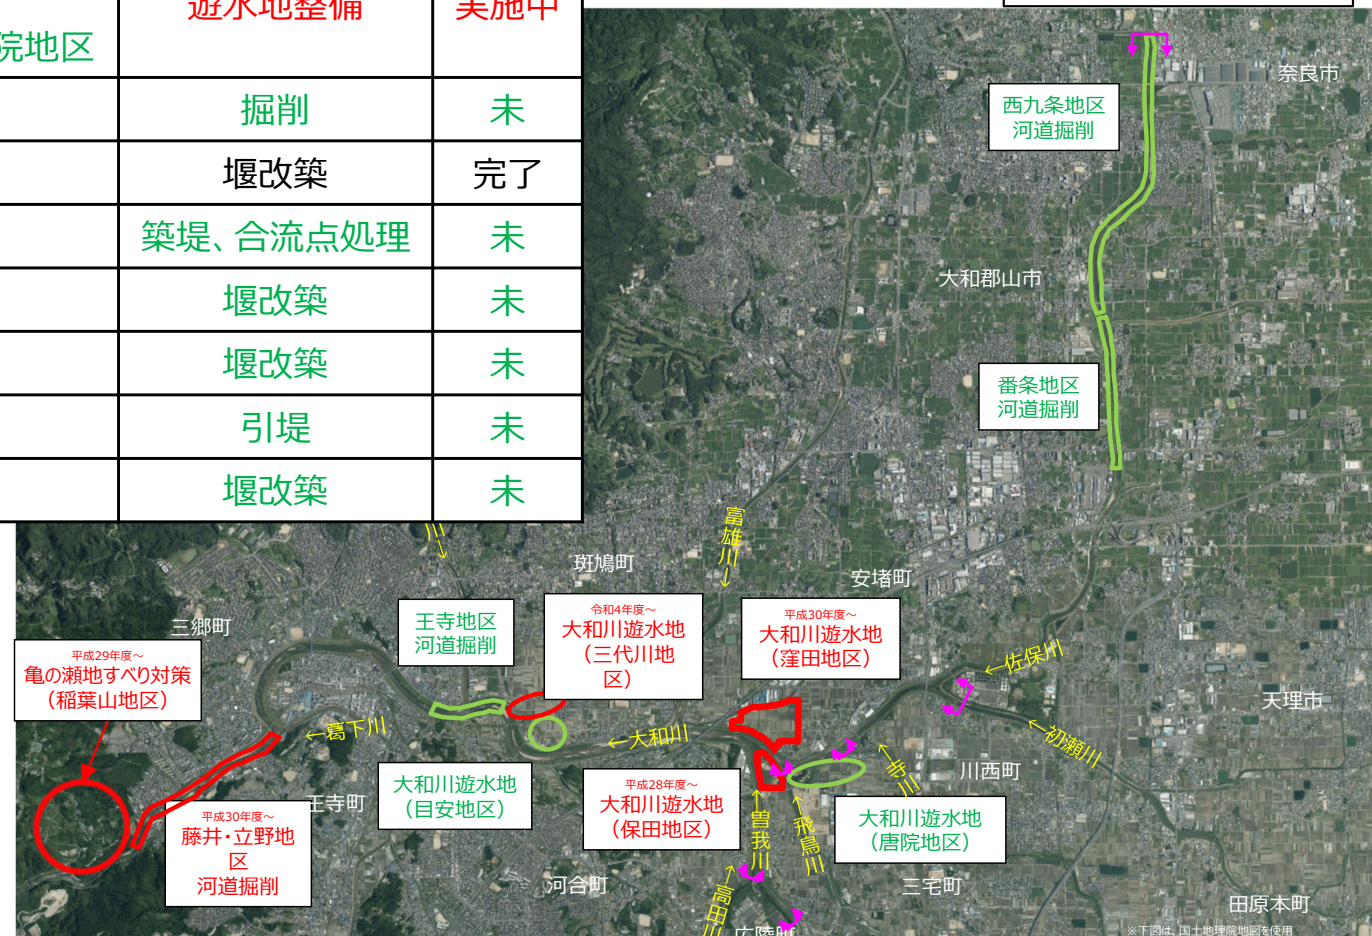 遊水地整備
実施中
院地区
掘削
未
堰改築
完了
築堤、合流点処理
未
堰改築
未
堰改築
未
引堤
未
堰改築
未
奈良市
西九条地区
河道掘削
大和郡山市
番条地区
河道掘削
川→
富雄川→
斑鳩町
安堵町
三郷町
王寺地区
河道掘削
令和4年度～
大和川遊水地
（三代川地
区）
平成30年度～
大和川遊水地
（窪田地区）
平成29年度～
亀の瀬地すべり対策
（稲葉山地区）
←佐保川
天理市
←葛下川
←大和川
←初瀬川
←寺川
川西町
大和川遊水地
（目安地区）
王寺町
平成28年度～
大和川遊水地
（保田地区）
←曽我川
←飛鳥川
大和川遊水地
（唐院地区）
平成30年度～
藤井・立野地
区
河道掘削
河合町
←高田川
三宅町
田原本町
広陵町
※下図は、国土地理院地図を使用